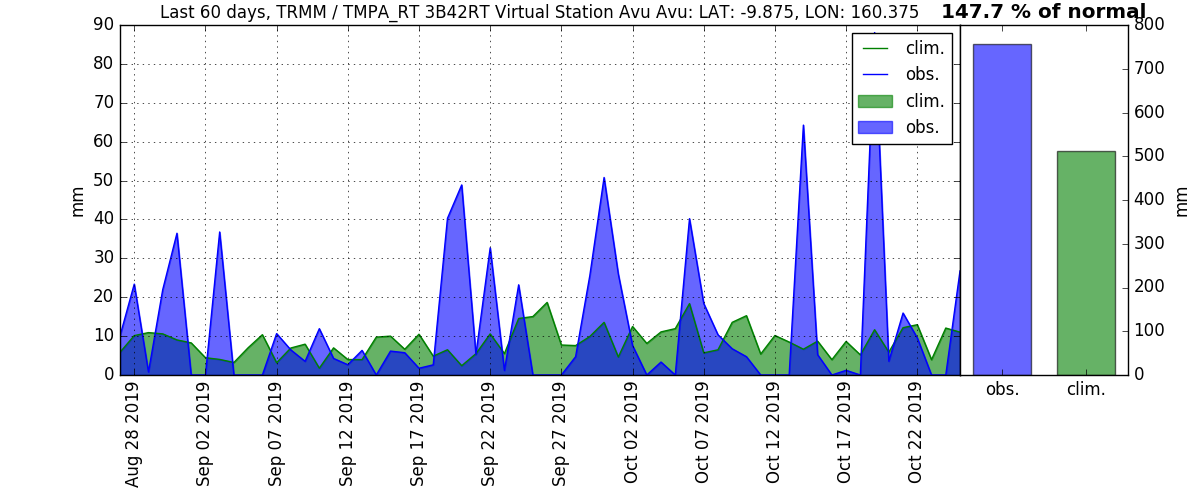 Last 60 days, TRMM / TMPA_RT 3B42RT Virtual Station Avu Avu: LAT: -9.875, LON: 160.375
147.7 % of normal
90
80
70
60
50
40
30
20
10
0
mm
clim.
obs.
clim.
obs.
Aug 28 2019
Sep 02 2019
Sep 07 2019
Sep 12 2019
Sep 17 2019
Sep 22 2019
Sep 27 2019
Oct 02 2019
Oct 07 2019
Oct 12 2019
Oct 17 2019
Oct 22 2019
800
700
600
500
400
300
200
100
0
mm
obs.
clim.